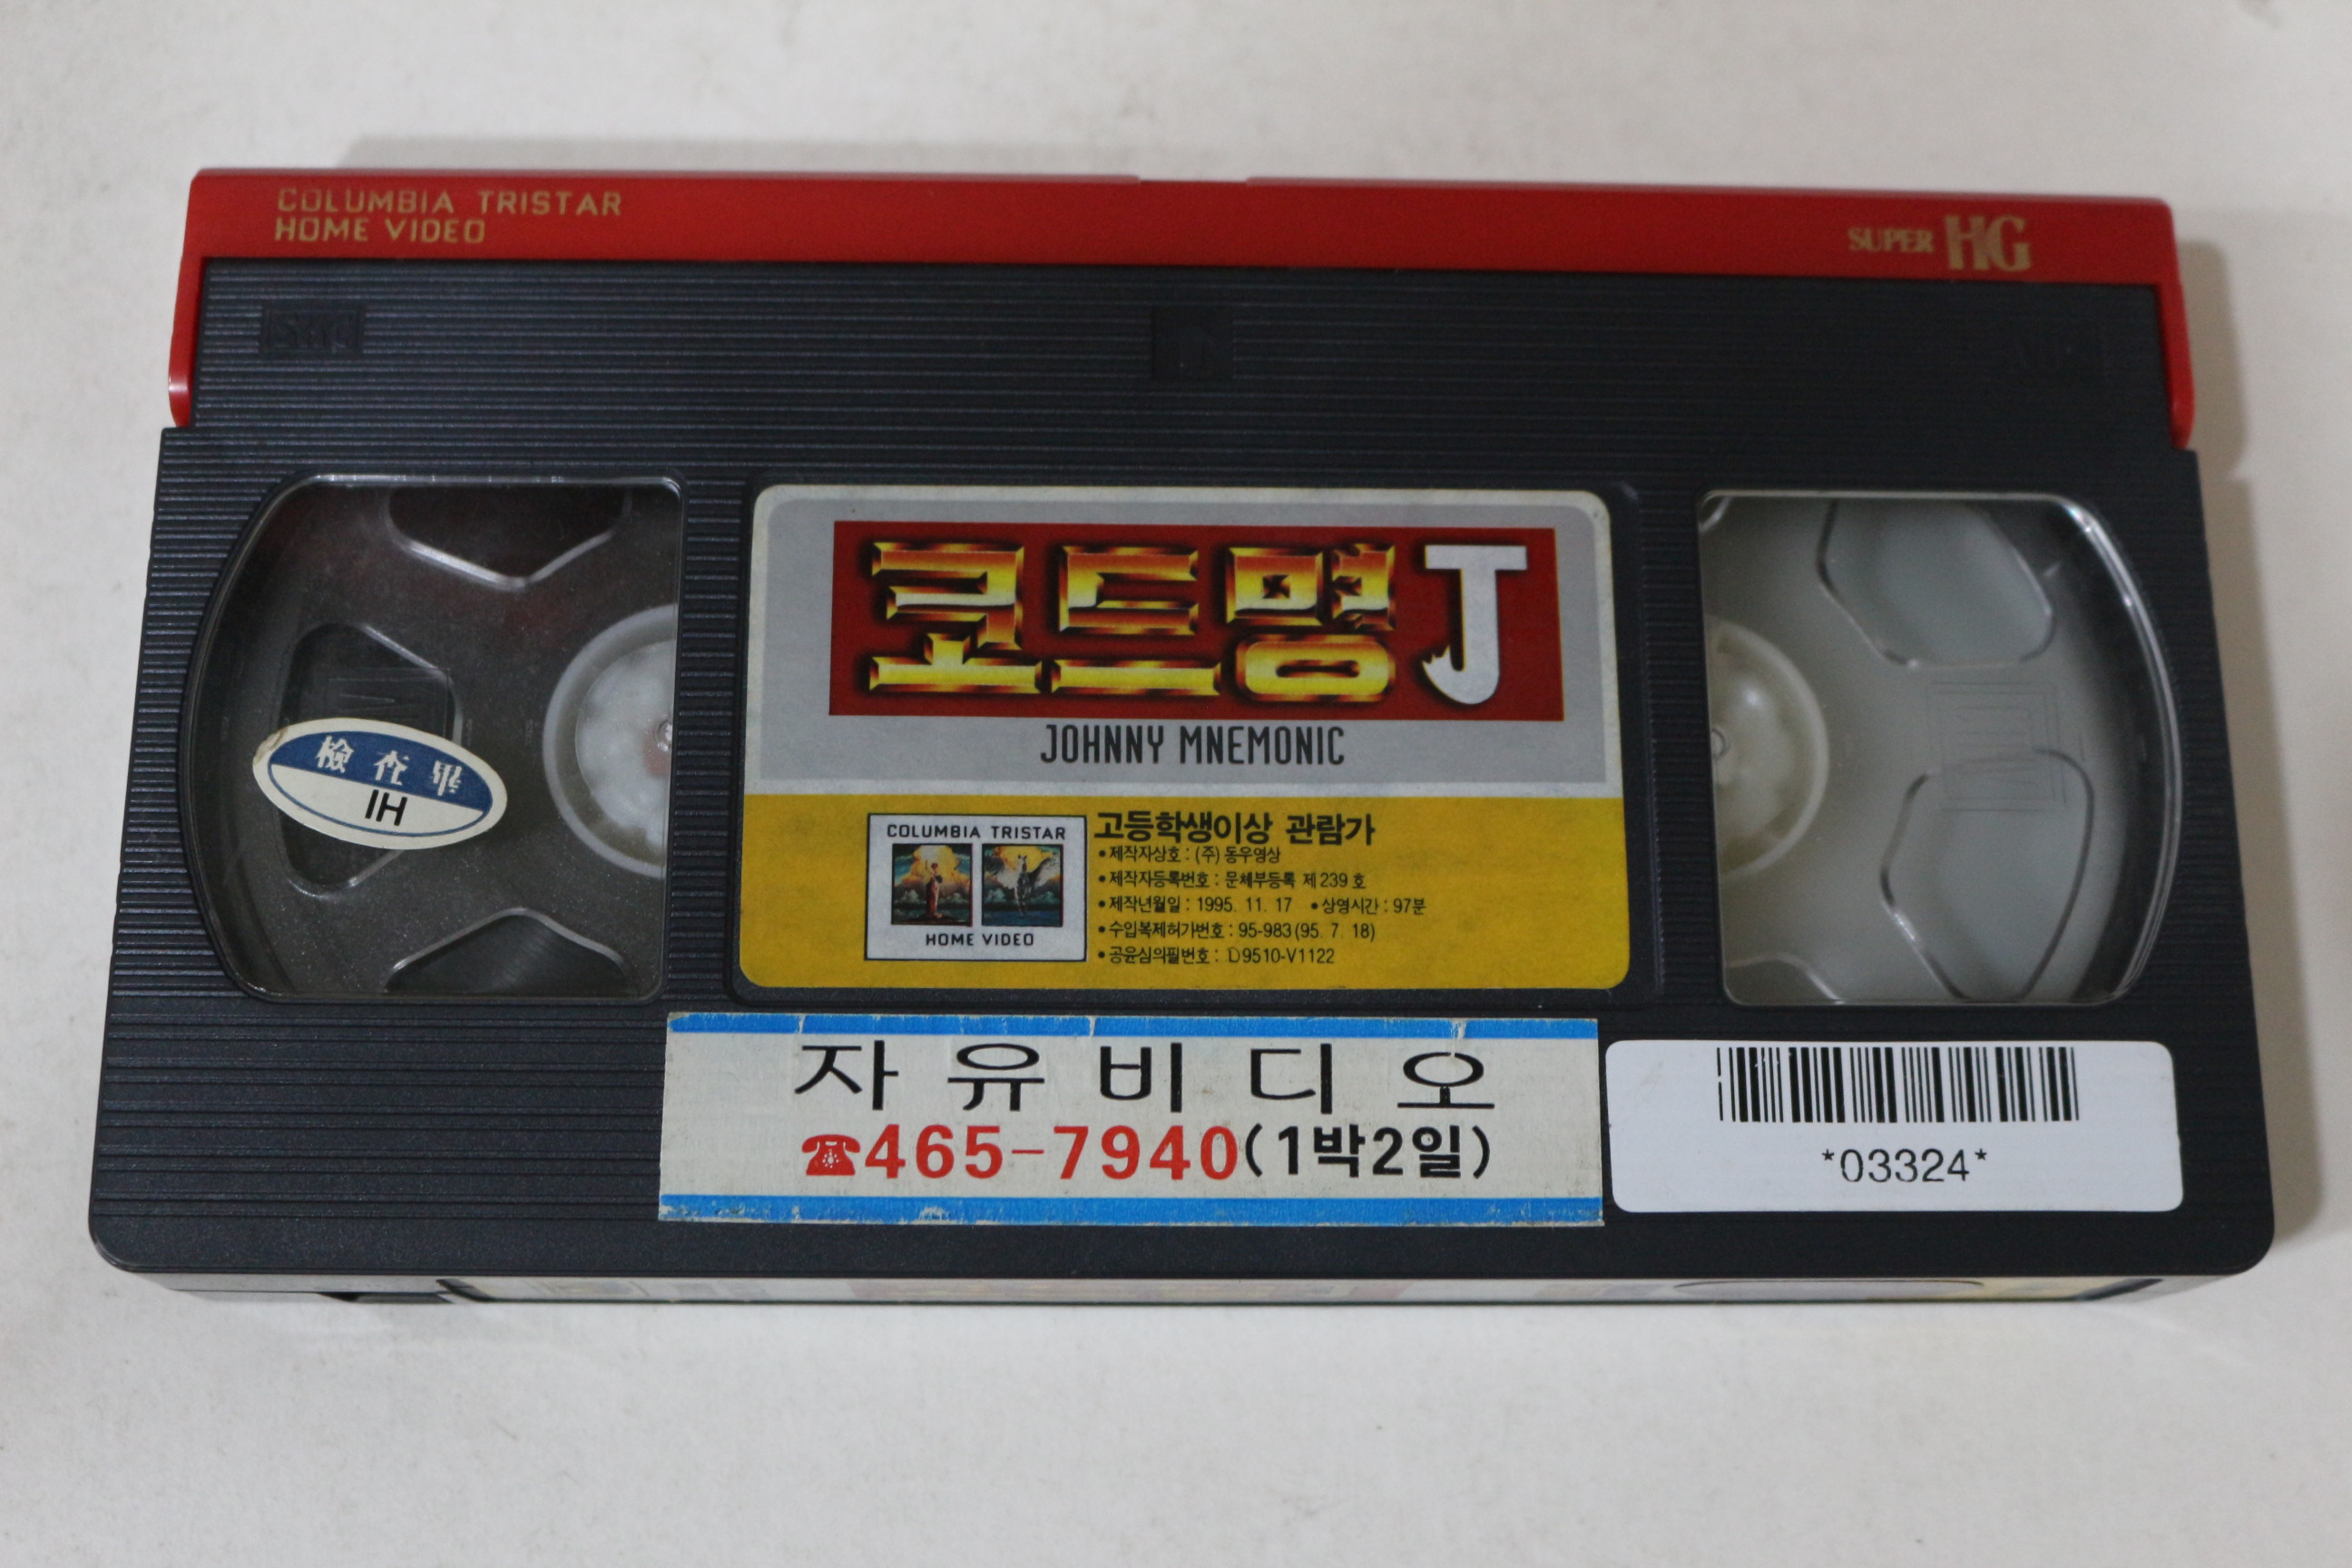 COLUMBIA TRISTAR
HOME VIDEO
SUPER HG
코드명 J
JOHNNY MNEMONIC
檢査畢
IH
COLUMBIA TRISTAR
HOME VIDEO
고등학생이상 관람가
•제작자상호 : (주) 동우영상
•제작자등록번호 : 문체부등록 제 239 호
•제작년월일 : 1995. 11. 17 •상영시간 : 97분
•수입복제허가번호 : 95-983 (95. 7. 18)
•공윤심의필번호 : D9510-V1122
자유비디오
☎465-7940(1박2일)
*03324*